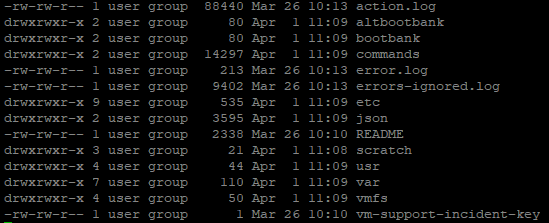 -rw-rw-r-- 1 user group 88440 Mar 26 10:13 action.log
drwxrwxr-x 2 user group 80 Apr 1 11:09 altbootbank
drwxrwxr-x 2 user group 80 Apr 1 11:09 bootbank
drwxrwxr-x 2 user group 14297 Apr 1 11:09 commands
-rw-rw-r-- 1 user group 213 Mar 26 10:13 error.log
-rw-rw-r-- 1 user group 9402 Mar 26 10:13 errors-ignored.log
drwxrwxr-x 9 user group 535 Apr 1 11:09 etc
drwxrwxr-x 2 user group 3595 Apr 1 11:09 json
-rw-rw-r-- 1 user group 2338 Mar 26 10:10 README
drwxrwxr-x 3 user group 21 Apr 1 11:08 scratch
drwxrwxr-x 4 user group 44 Apr 1 11:09 usr
drwxrwxr-x 7 user group 110 Apr 1 11:09 var
drwxrwxr-x 4 user group 50 Apr 1 11:09 vmfs
-rw-rw-r-- 1 user group 1 Mar 26 10:10 vm-support-incident-key